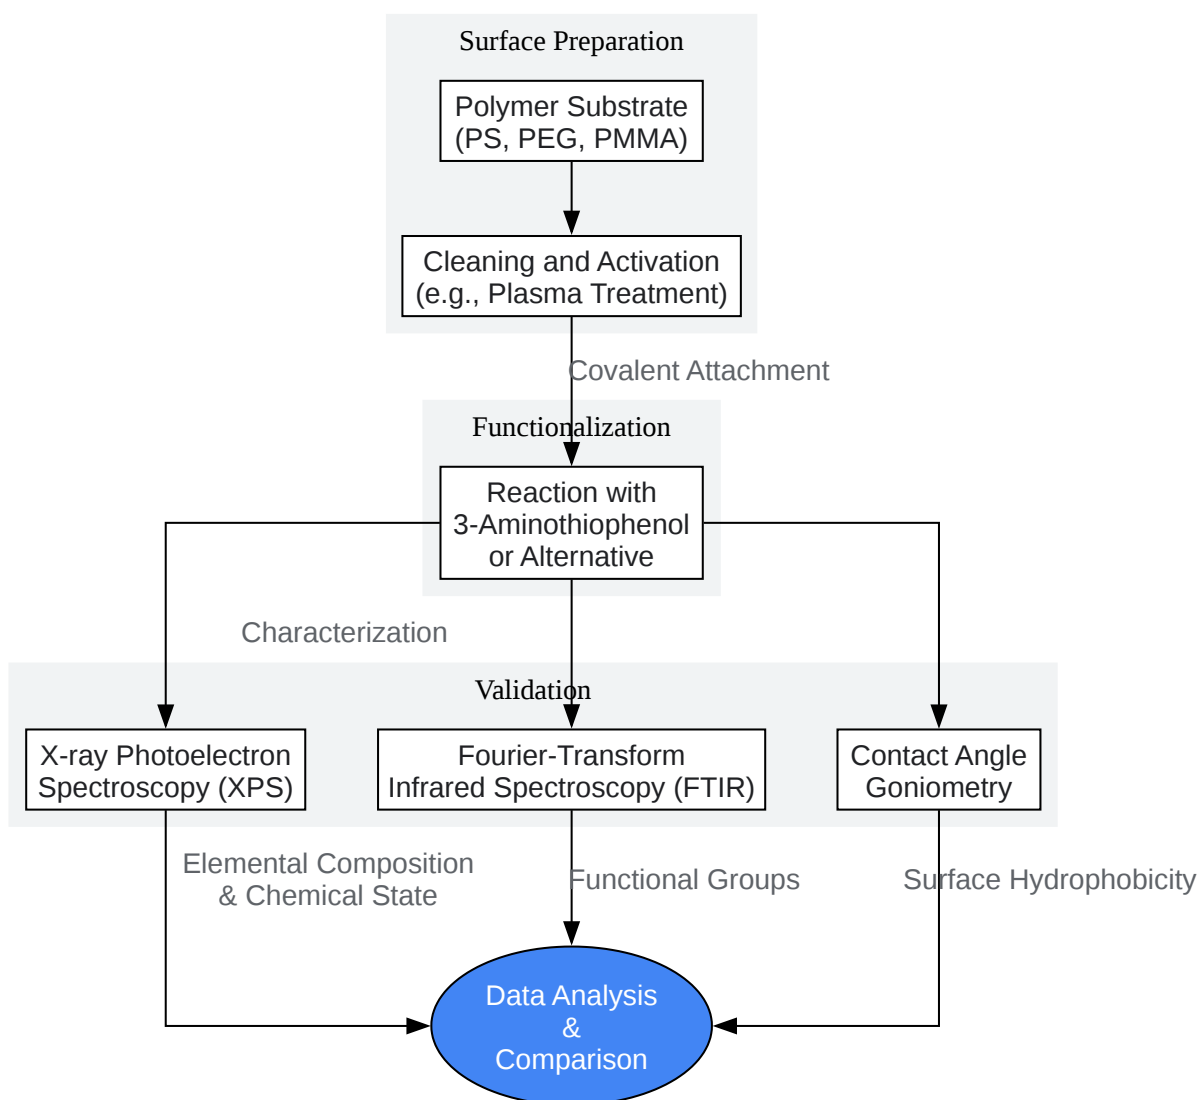 Surface Preparation
Polymer Substrate
(PS, PEG, PMMA)
Cleaning and Activation
(e.g., Plasma Treatment)
Covalent Attachment
Functionalization
Reaction with
3-Aminothiophenol
or Alternative
Characterization
Validation
X-ray Photoelectron
Spectroscopy (XPS)
Fourier-Transform
Infrared Spectroscopy (FTIR)
Contact Angle
Goniometry
Elemental Composition
& Chemical State
Functional Groups
Surface Hydrophobicity
Data Analysis
&
Comparison